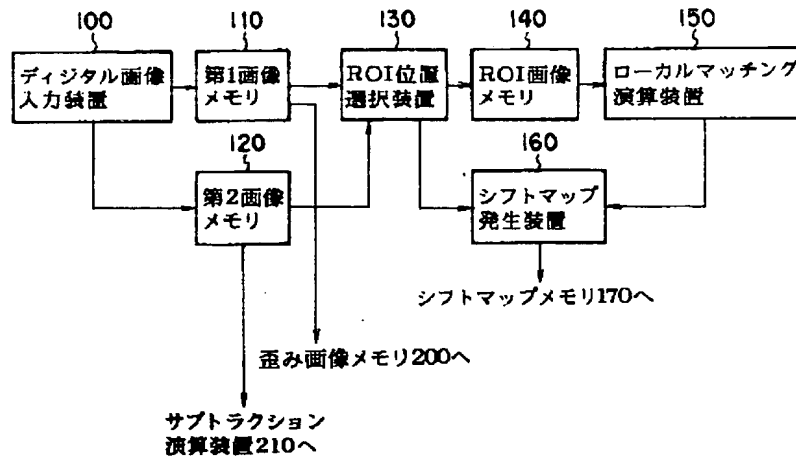 100
110
130
140
150
ディジタル画像
入力装置
第1画像
メモリ
ROI位置
選択装置
ROI画像
メモリ
ローカルマッチング
演算装置
120
160
第2画像
メモリ
シフトマップ
発生装置
シフトマップメモリ170へ
歪み画像メモリ200へ
サブトラクション
演算装置210へ